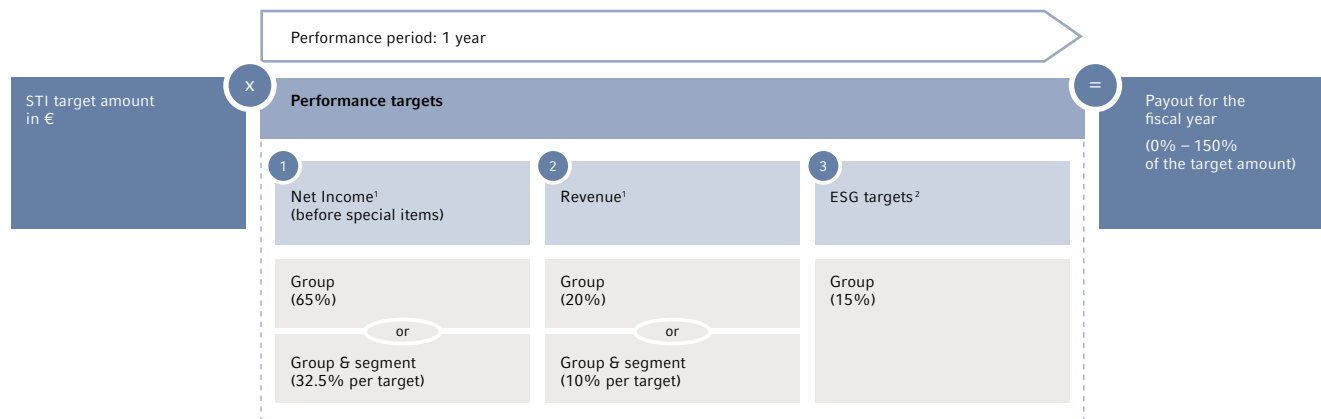 Performance period: 1 year
STI target amount
in €
x
Performance targets
=
Payout for the
fiscal year
(0% – 150%
of the target amount)
1
Net Income¹
(before special items)
2
Revenue¹
3
ESG targets²
Group
(65%)
or
Group & segment
(32.5% per target)
Group
(20%)
or
Group & segment
(10% per target)
Group
(15%)